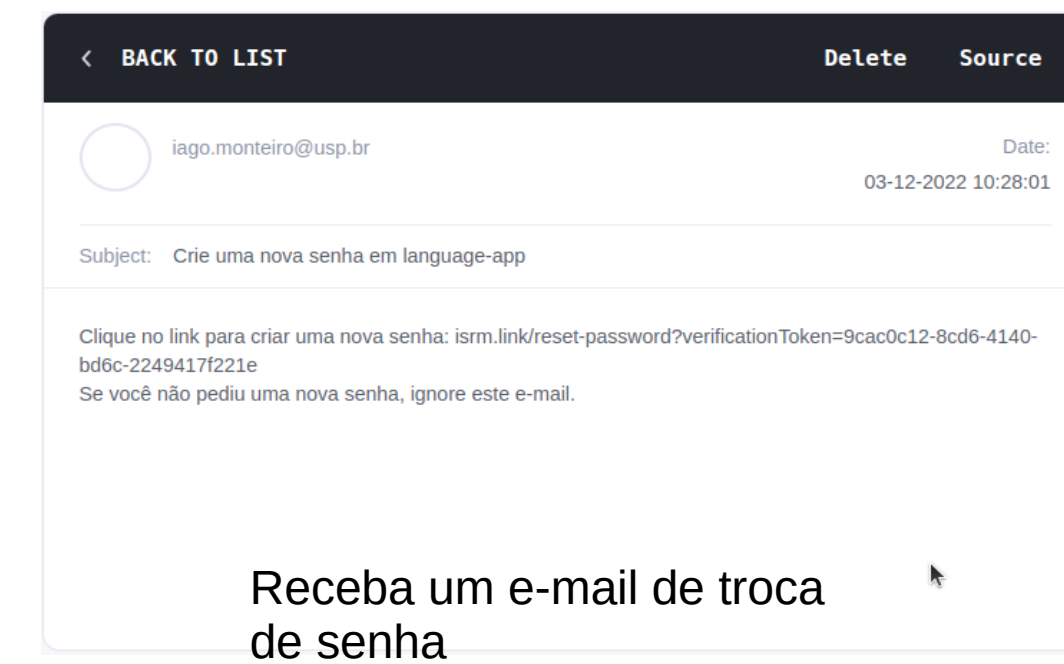 BACK TO LIST Delete Source
iago.monteiro@usp.br Date:
03-12-2022 10:28:01
Subject: Crie uma nova senha em language-app
Clique no link para criar uma nova senha: isrm.link/reset-password?verificationToken=9cac0c12-8cd6-4140-
bd6c-2249417f221e
Se você não pediu uma nova senha, ignore este e-mail.
Receba um e-mail de troca
de senha